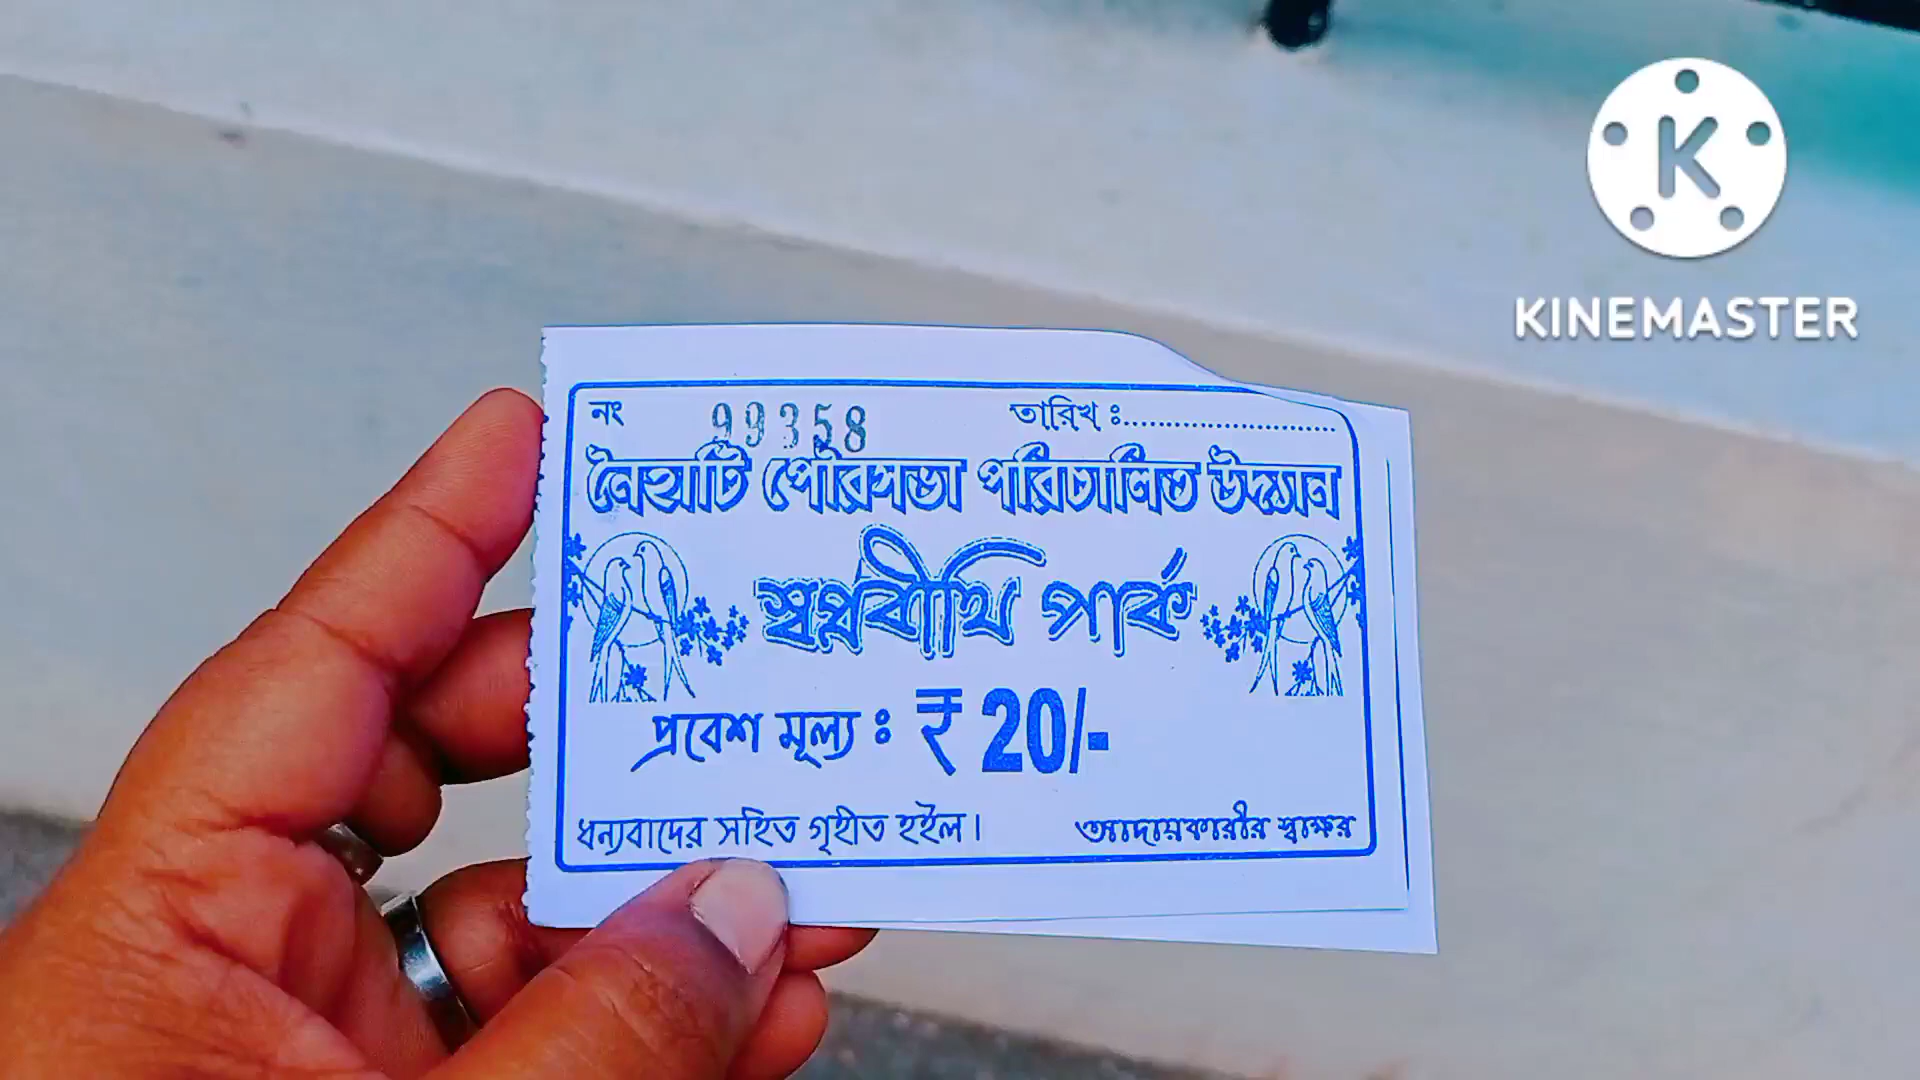 নং 99358 তারিখ ঃ........................
নৈহাটি পৌরসভা পরিচালিত উদ্যান
স্বপ্নবীথি পার্ক
প্রবেশ মূল্য ঃ ₹ 20/-
ধন্যবাদের সহিত গৃহীত হইল। আদায়কারীর স্বাক্ষর
K
KINEMASTER